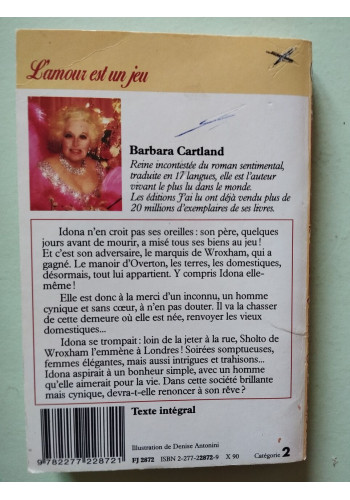 L'amour est un jeu
Barbara Cartland
Reine incontestée du roman sentimental,
traduite en 17 langues, elle est l'auteur
vivant le plus lu dans le monde.
Les éditions J'ai lu ont déjà vendu plus de
20 millions d'exemplaires de ses livres.
Idona n'en croit pas ses oreilles : son père, quelques
jours avant de mourir, a misé tous ses biens au jeu !
Et c'est son adversaire, le marquis de Wroxham, qui
a gagné. Le manoir d'Overton, les terres, les domestiques,
désormais, tout lui appartient. Y compris Idona elle-
même !
Elle est donc à la merci d'un inconnu, un homme
cynique et sans cœur, à n'en pas douter. Il va la chasser
de cette demeure où elle est née, renvoyer les vieux
domestiques...
Idona se trompait : loin de la jeter à la rue, Sholto de
Wroxham l'emmène à Londres ! Soirées somptueuses,
femmes élégantes, mais aussi intrigues et trahisons...
Idona aspirait à un bonheur simple, avec un homme
qu'elle aimerait pour la vie. Dans cette société brillante
mais cynique, devra-t-elle renoncer à son rêve ?
Texte intégral
Illustration de Denise Antonini
9 782277 228721
FJ 2872 ISBN 2-277-22872-9 X 90 Catégorie 2